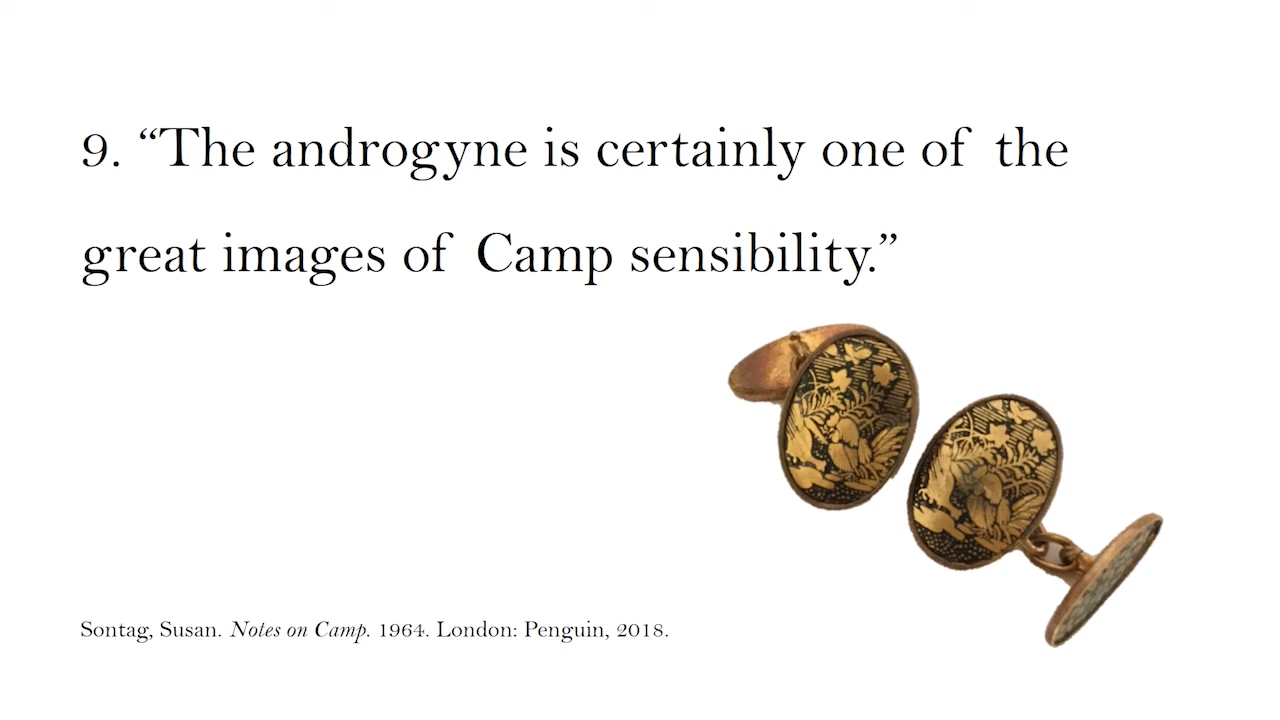 9. “The androgyne is certainly one of the
great images of Camp sensibility.”
Sontag, Susan. Notes on Camp. 1964. London: Penguin, 2018.